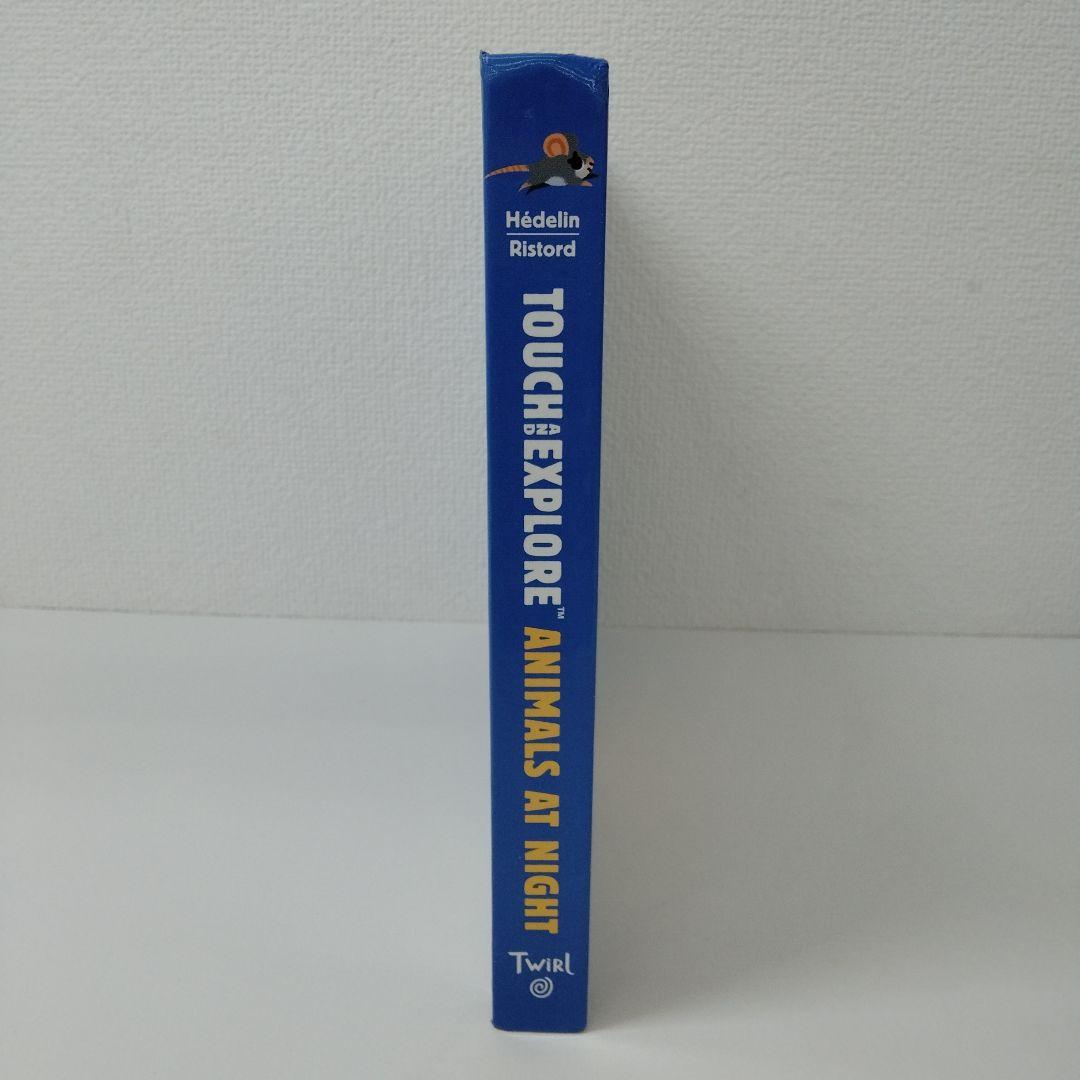 Hédelin
Ristord
TOUCH AND EXPLORE™ ANIMALS AT NIGHT
TWiRL